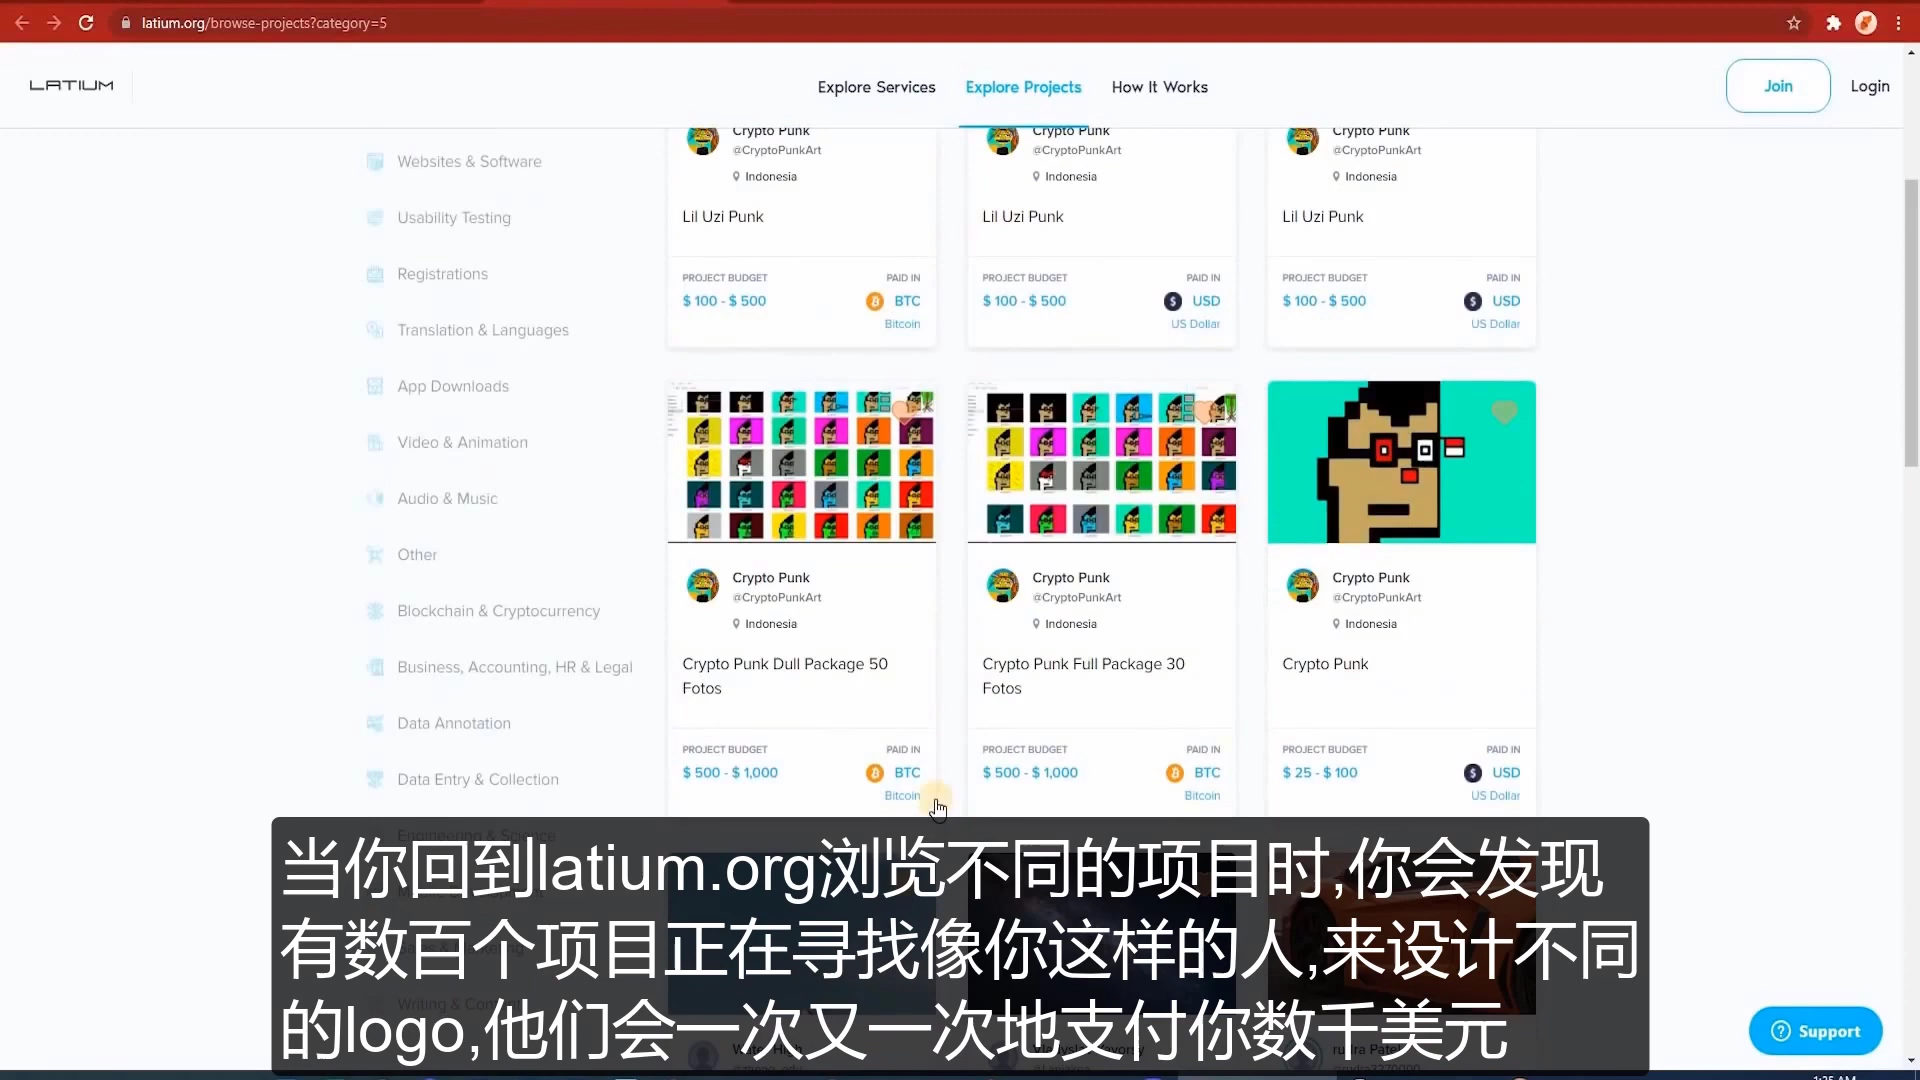 latium.org/browse-projects?category=5
LATIUM
Explore Services
Explore Projects
How It Works
Join
Login
Websites & Software
Usability Testing
Registrations
Translation & Languages
App Downloads
Video & Animation
Audio & Music
Other
Blockchain & Cryptocurrency
Business, Accounting, HR & Legal
Data Annotation
Data Entry & Collection
Engineering & Science
Crypto Punk
@CryptoPunkArt
Indonesia
Lil Uzi Punk
PROJECT BUDGET PAID IN
$ 100 - $ 500 BTC
Bitcoin
Crypto Punk
@CryptoPunkArt
Indonesia
Lil Uzi Punk
PROJECT BUDGET PAID IN
$ 100 - $ 500 USD
US Dollar
Crypto Punk
@CryptoPunkArt
Indonesia
Lil Uzi Punk
PROJECT BUDGET PAID IN
$ 100 - $ 500 USD
US Dollar
Crypto Punk
@CryptoPunkArt
Indonesia
Crypto Punk Dull Package 50
Fotos
PROJECT BUDGET PAID IN
$ 500 - $ 1,000 BTC
Bitcoin
Crypto Punk
@CryptoPunkArt
Indonesia
Crypto Punk Full Package 30
Fotos
PROJECT BUDGET PAID IN
$ 500 - $ 1,000 BTC
Bitcoin
Crypto Punk
@CryptoPunkArt
Indonesia
Crypto Punk
PROJECT BUDGET PAID IN
$ 25 - $ 100 USD
US Dollar
当你回到latium.org浏览不同的项目时,你会发现
有数百个项目正在寻找像你这样的人,来设计不同
的logo,他们会一次又一次地支付你数千美元
Support